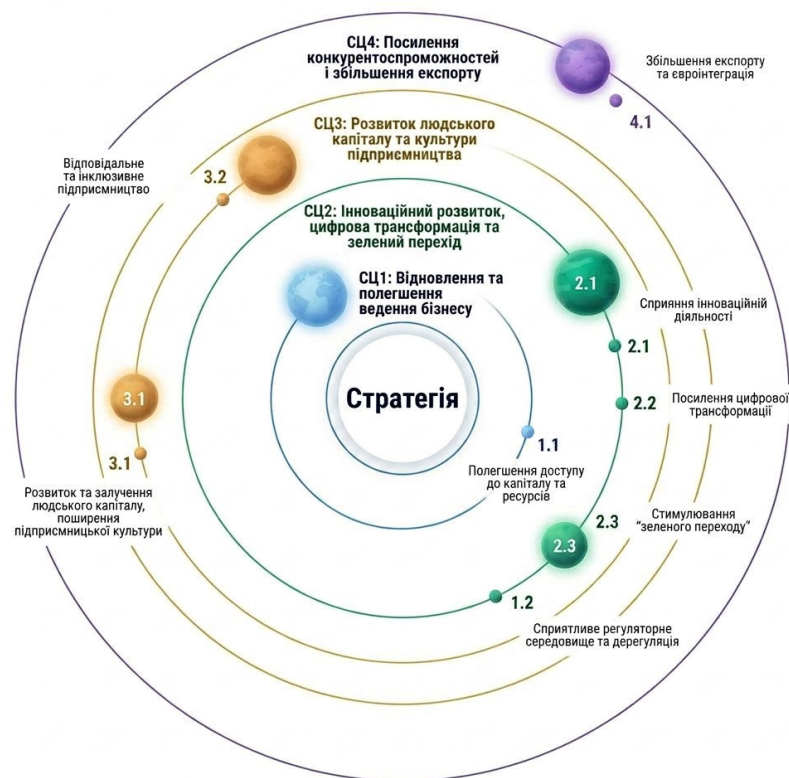 СЦ4: Посилення
конкурентоспроможностей
і збільшення експорту
Збільшення експорту
та євроінтеграція
4.1
СЦ3: Розвиток людського
капіталу та культури
підприємництва
Відповідальне
та інклюзивне
підприємництво
3.2
СЦ2: Інноваційний розвиток,
цифрова трансформація та
зелений перехід
СЦ1: Відновлення та
полегшення
ведення бізнесу
2.1
Сприяння інноваційній
діяльності
2.1
Стратегія
3.1
2.2
Посилення цифрової
трансформації
1.1
Полегшення доступу
до капіталу та
ресурсів
3.1
Розвиток та залучення
людського капіталу,
поширення
підприємницької культури
2.3
Стимулювання
“зеленого переходу”
2.3
1.2
Сприятливе регуляторне
середовище та дерегуляція